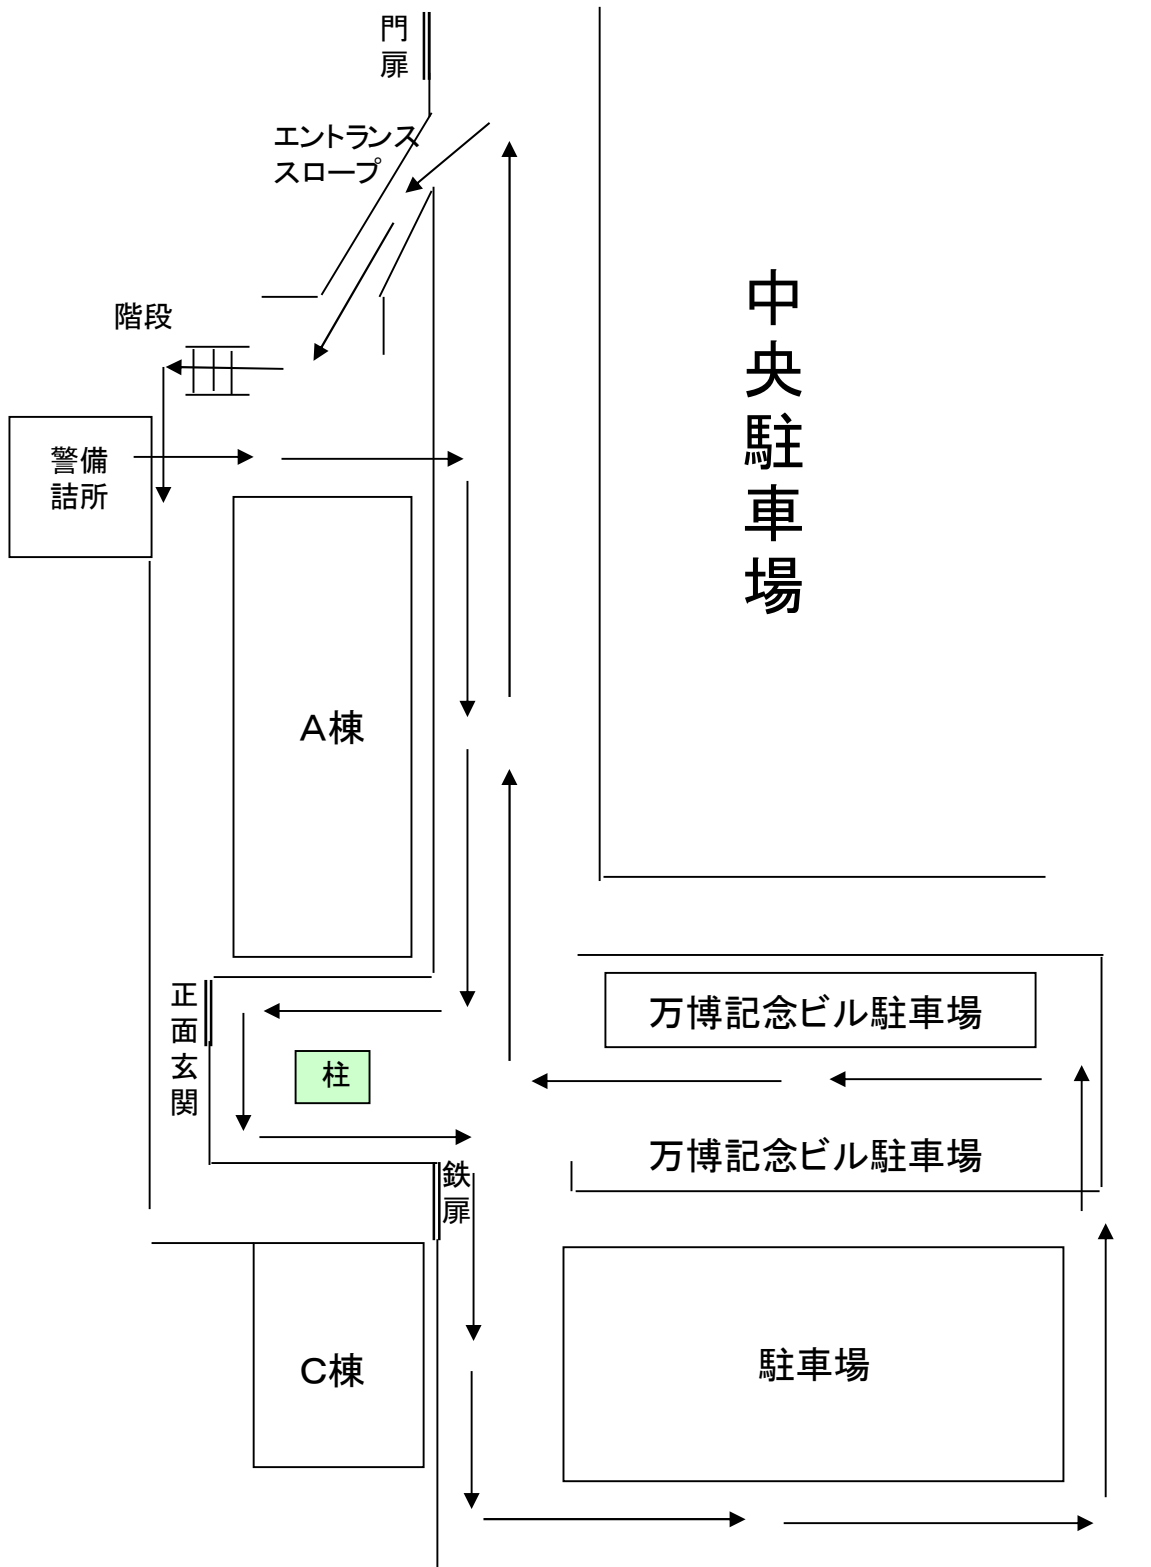 門扉
エントランス
スロープ
階段
中央駐車場
警備
詰所
A棟
正面玄関
万博記念ビル駐車場
柱
万博記念ビル駐車場
鉄扉
C棟
駐車場